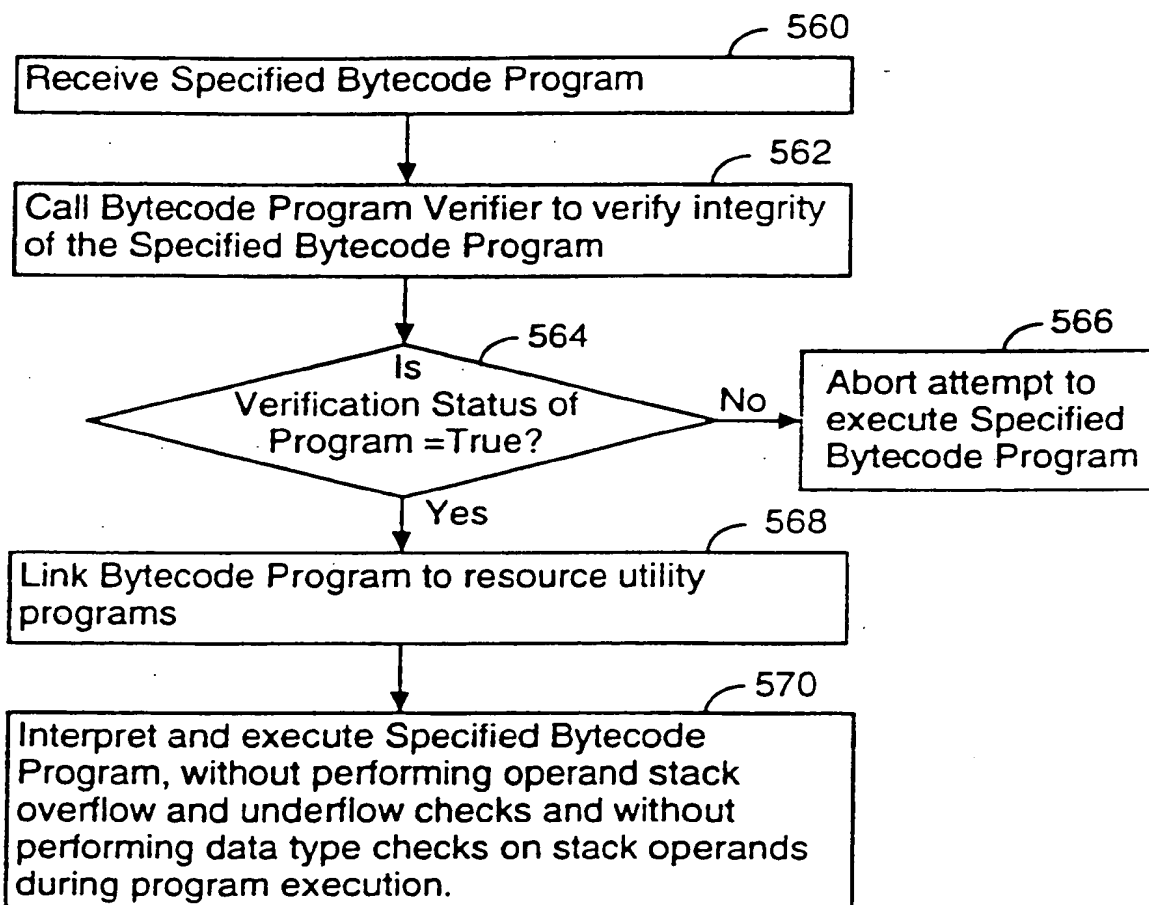 560
Receive Specified Bytecode Program
562
Call Bytecode Program Verifier to verify integrity
of the Specified Bytecode Program
564
Is
Verification Status of
Program =True?
No
566
Abort attempt to
execute Specified
Bytecode Program
Yes
568
Link Bytecode Program to resource utility
programs
570
Interpret and execute Specified Bytecode
Program, without performing operand stack
overflow and underflow checks and without
performing data type checks on stack operands
during program execution.